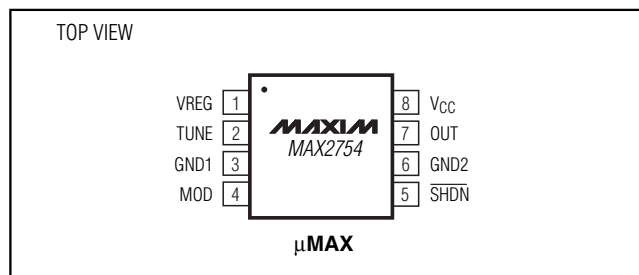 TOP VIEW
VREG 1
TUNE 2
GND1 3
MOD 4
MAXIM
MAX2754
8 VCC
7 OUT
6 GND2
5 SHDN
μMAX